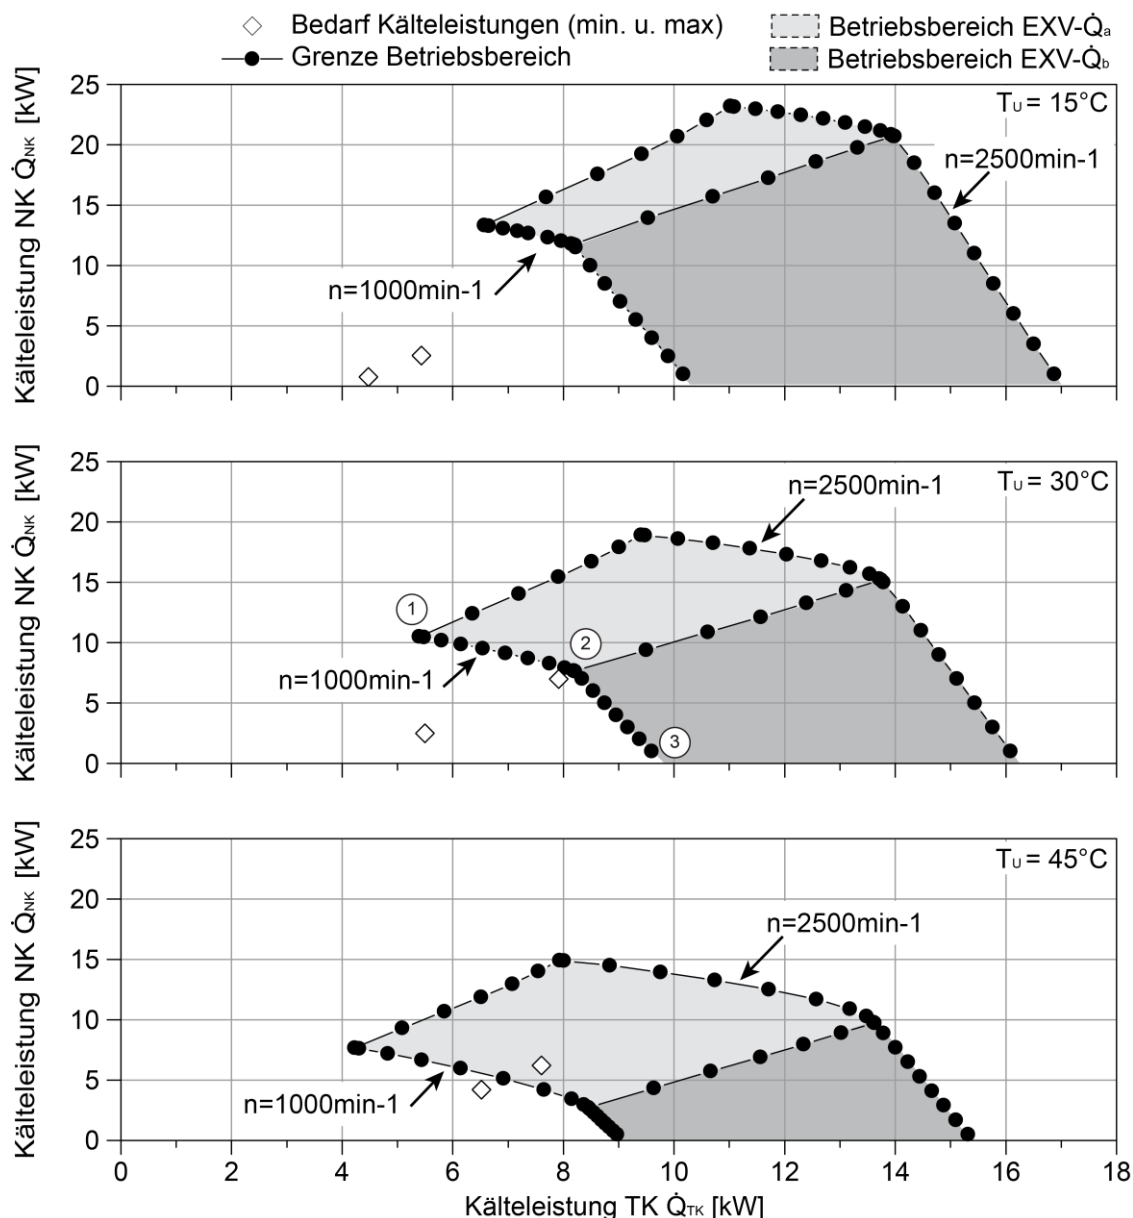 Bedarf Kälteleistungen (min. u. max)
Grenze Betriebsbereich
Betriebsbereich EXV-Q̇a
Betriebsbereich EXV-Q̇b
Kälteleistung NK Q̇NK [kW]
25
20
15
10
5
0
TU = 15°C
n=2500min-1
n=1000min-1
Kälteleistung NK Q̇NK [kW]
25
20
15
10
5
0
TU = 30°C
n=2500min-1
1
2
n=1000min-1
3
Kälteleistung NK Q̇NK [kW]
25
20
15
10
5
0
TU = 45°C
n=2500min-1
n=1000min-1
0 2 4 6 8 10 12 14 16 18
Kälteleistung TK Q̇TK [kW]